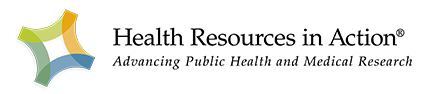 Health Resources in Action®
Advancing Public Health and Medical Research